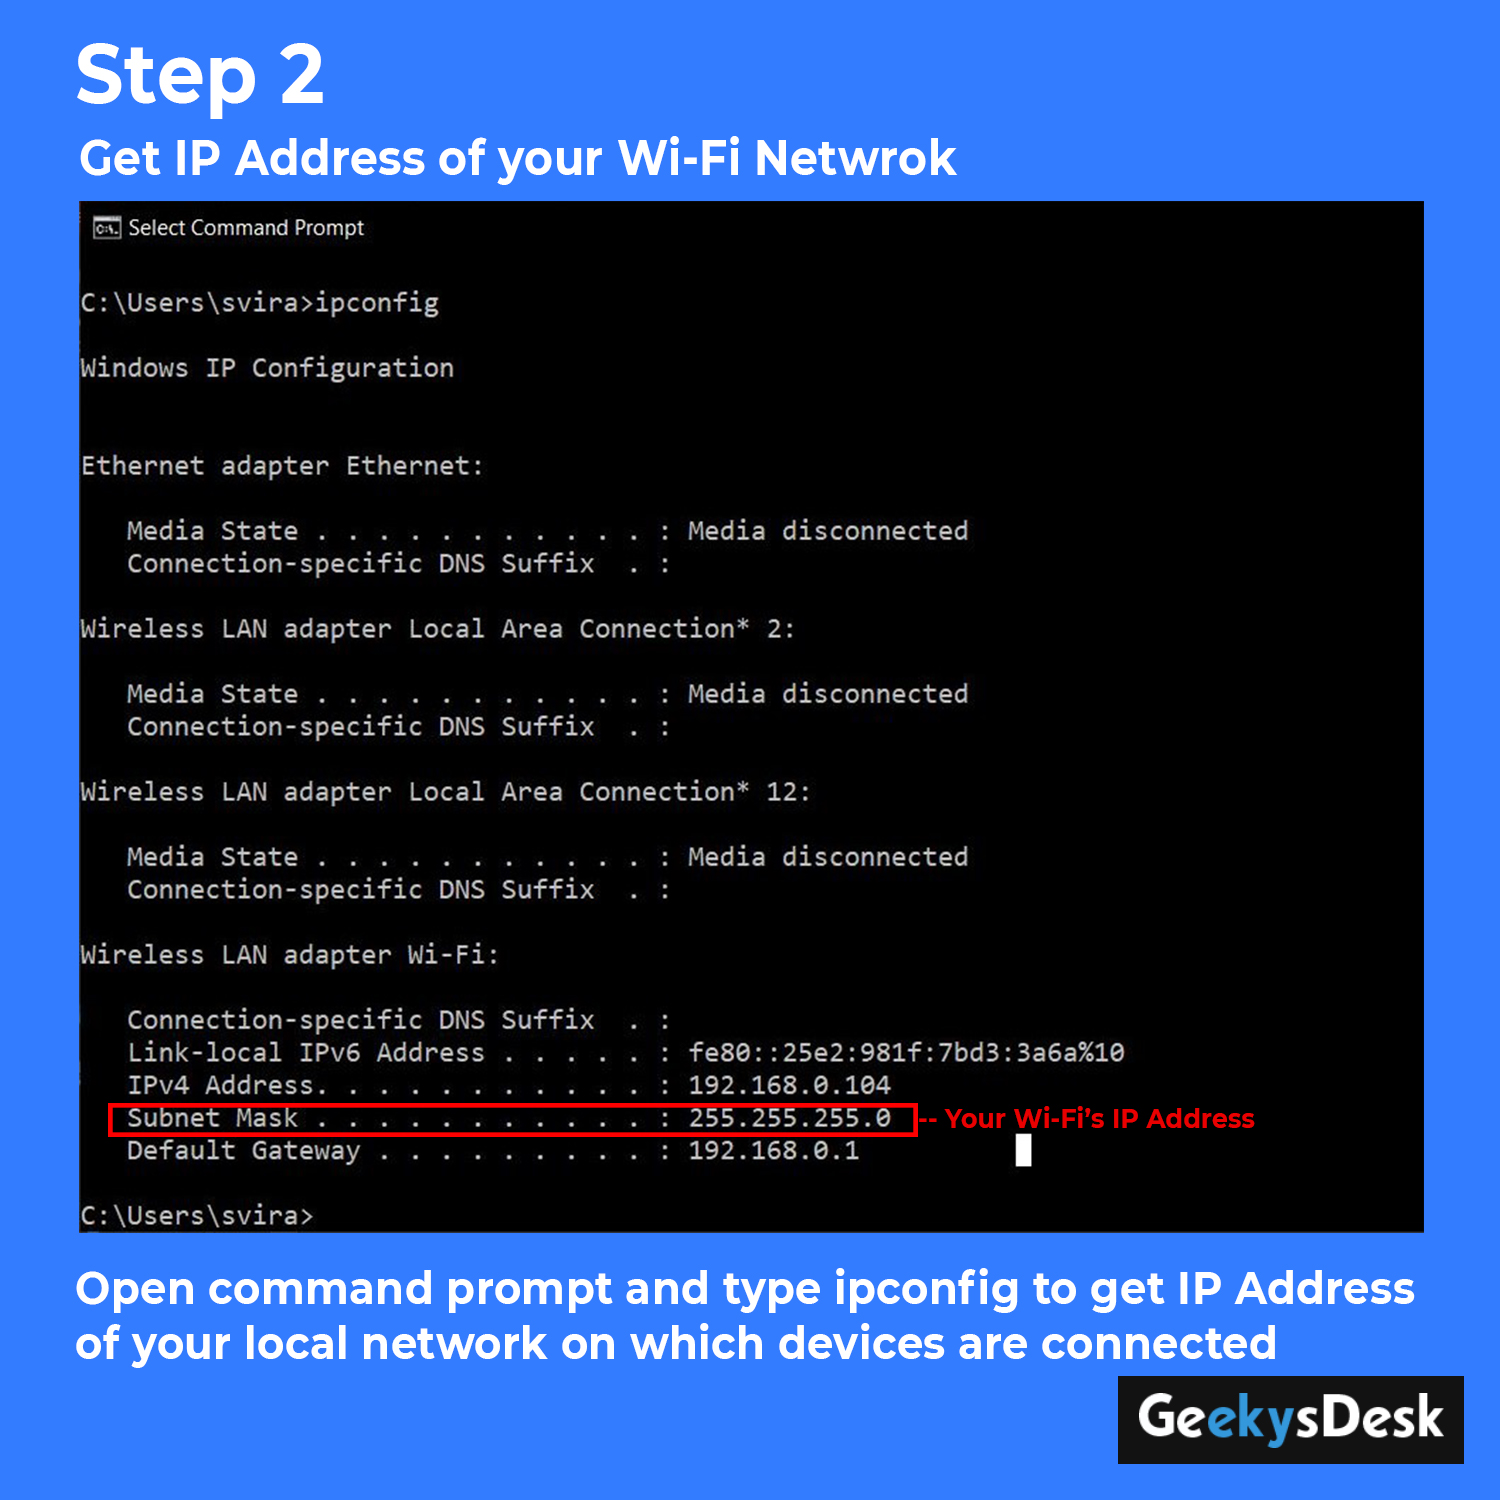 Step 2
Get IP Address of your Wi-Fi Netwrok
C:\. Select Command Prompt
C:\Users\svira>ipconfig
Windows IP Configuration
Ethernet adapter Ethernet:
Media State . . . . . . . . . . . : Media disconnected
Connection-specific DNS Suffix  . :
Wireless LAN adapter Local Area Connection* 2:
Media State . . . . . . . . . . . : Media disconnected
Connection-specific DNS Suffix  . :
Wireless LAN adapter Local Area Connection* 12:
Media State . . . . . . . . . . . : Media disconnected
Connection-specific DNS Suffix  . :
Wireless LAN adapter Wi-Fi:
Connection-specific DNS Suffix  . :
Link-local IPv6 Address . . . . . : fe80::25e2:981f:7bd3:3a6a%10
IPv4 Address. . . . . . . . . . . : 192.168.0.104
Subnet Mask . . . . . . . . . . . : 255.255.255.0 -- Your Wi-Fi's IP Address
Default Gateway . . . . . . . . . : 192.168.0.1
C:\Users\svira>
Open command prompt and type ipconfig to get IP Address
of your local network on which devices are connected
GeekysDesk